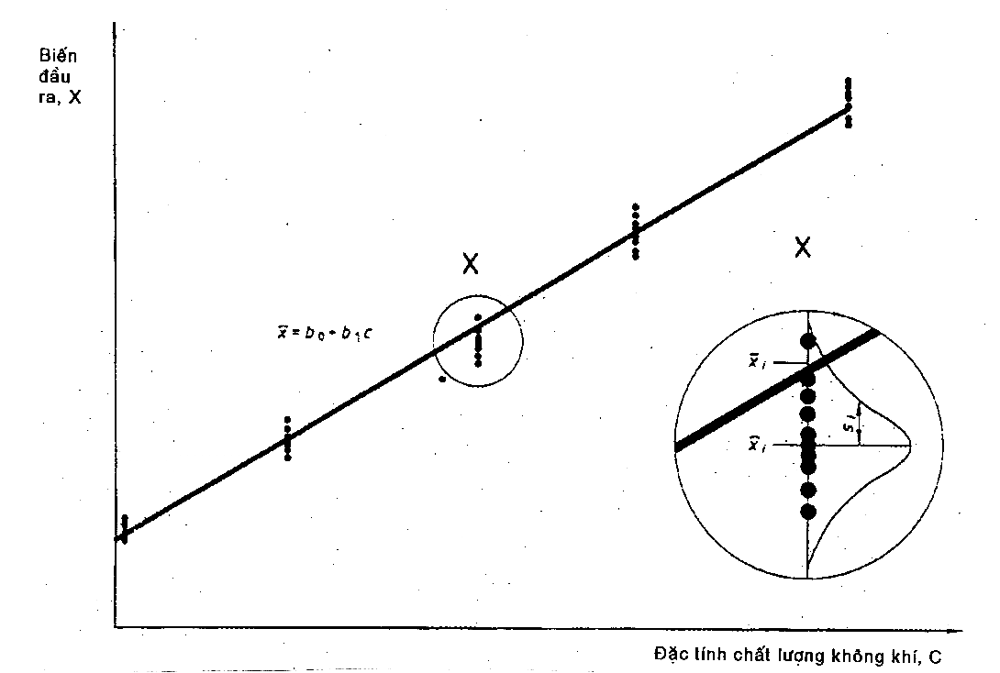 Biến
đầu
ra, X
X
X
x̄ = b₀ + b₁c
x̄ᵢ
sᵢ
x̄ᵢ
Đặc tính chất lượng không khí, C